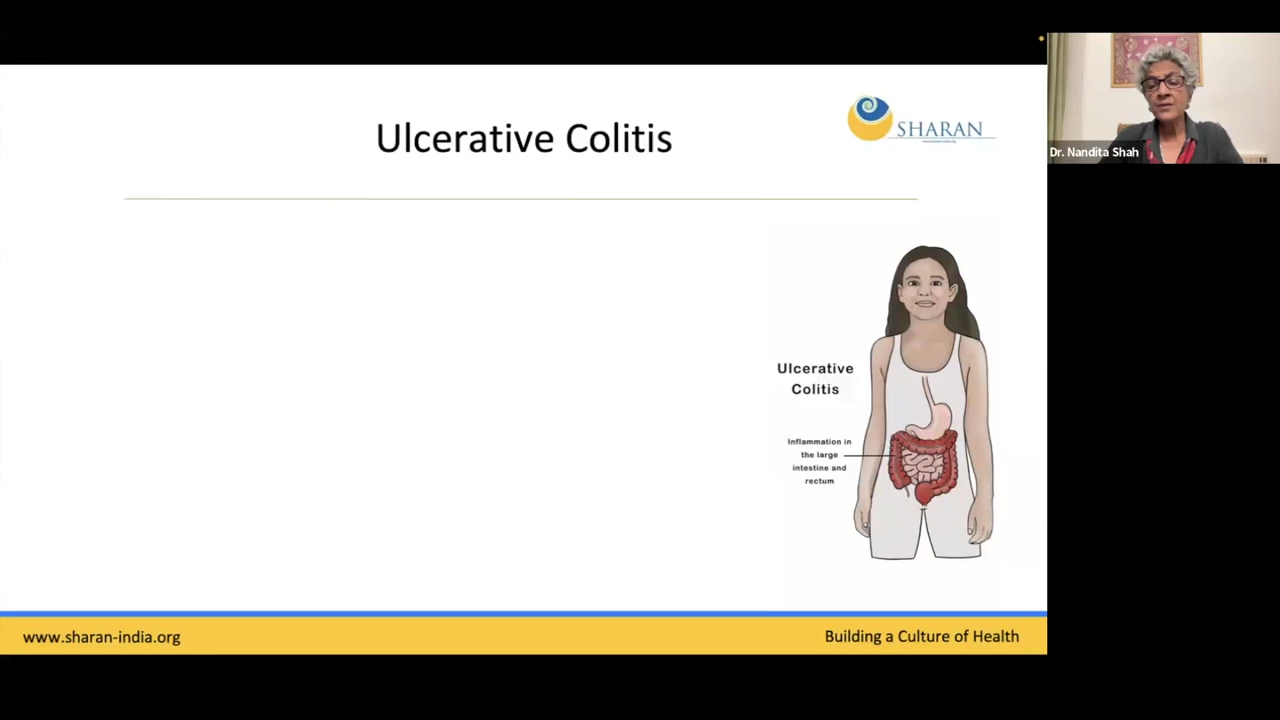 Ulcerative Colitis
SHARAN
Dr. Nandita Shah
Ulcerative
Colitis
Inflammation in
the large
intestine and
rectum
www.sharan-india.org
Building a Culture of Health